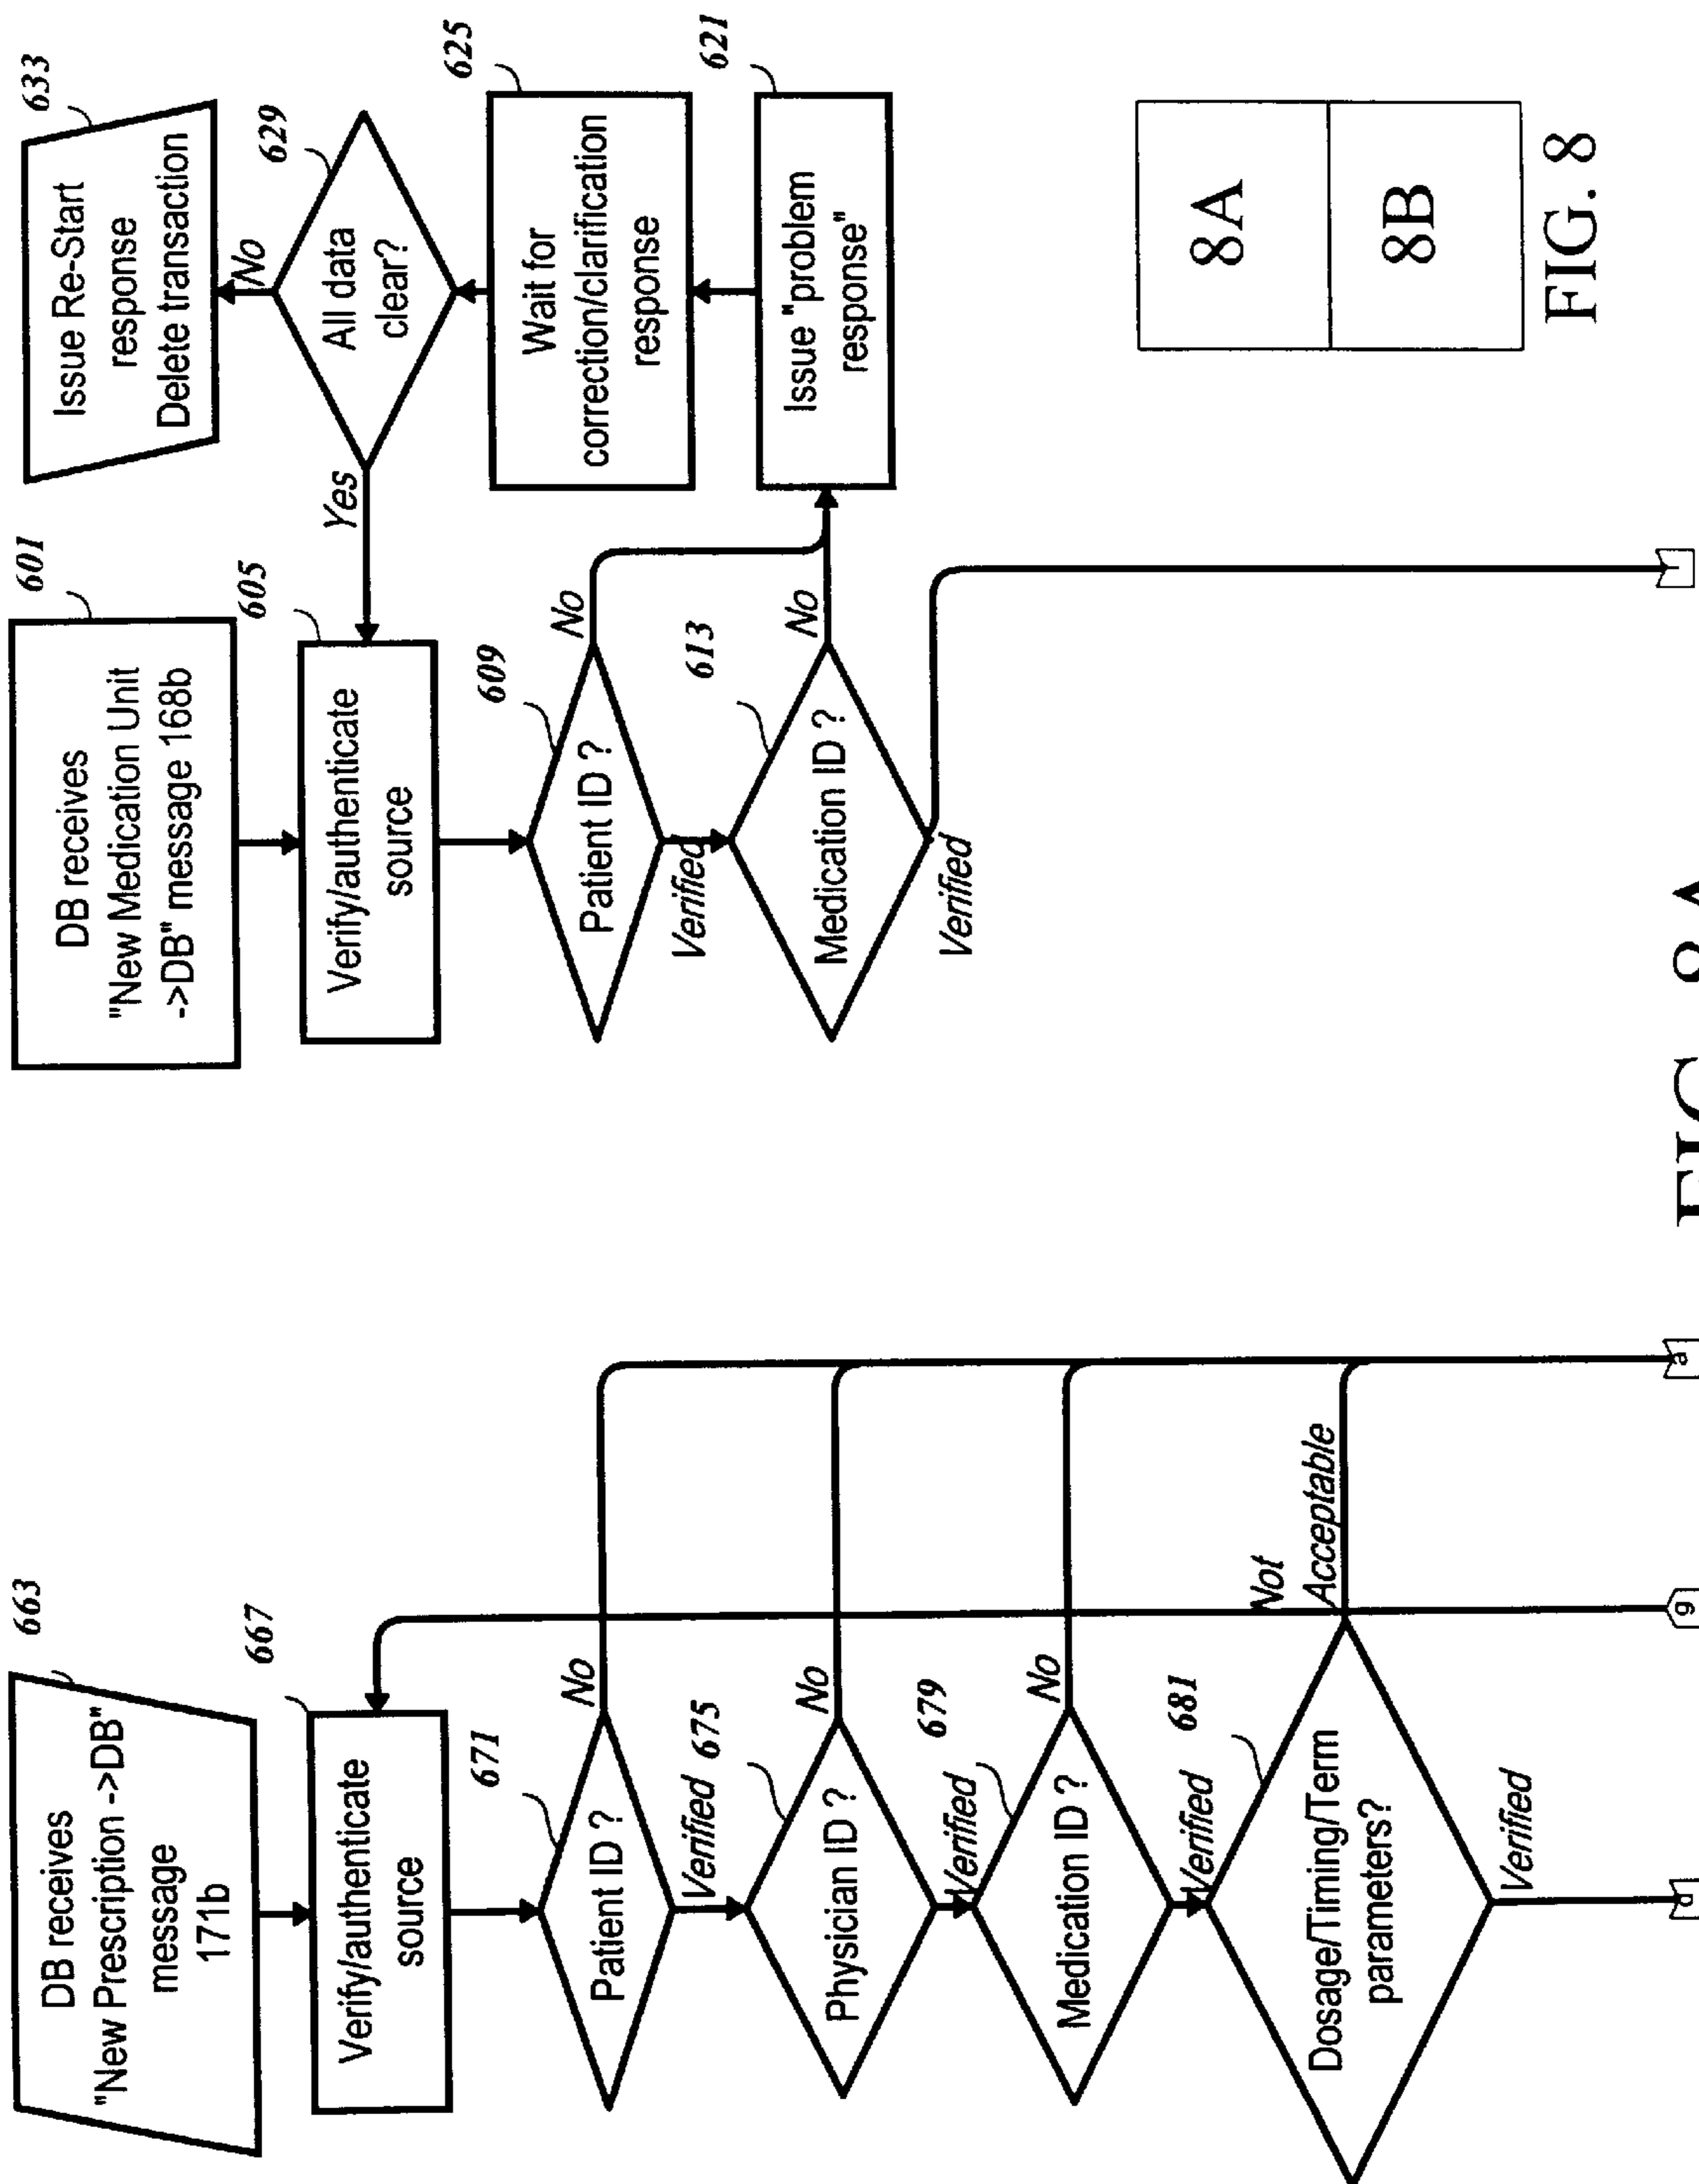 663
DB receives
"New Prescription ->DB"
message
171b
667
Verify/authenticate
source
671
Patient ID ?
No
Verified
675
Physician ID ?
No
Verified
679
Medication ID ?
No
Verified
681
Dosage/Timing/Term
parameters?
Not
Acceptable
Verified
d
g
a
601
DB receives
"New Medication Unit
->DB" message 168b
605
Verify/authenticate
source
609
Patient ID ?
No
Verified
613
Medication ID ?
No
Verified
633
Issue Re-Start
response
Delete transaction
629
No
All data
clear?
Yes
625
Wait for
correction/clarification
response
621
Issue "problem
response"
8A
8B
FIG. 8
FIG. 8A